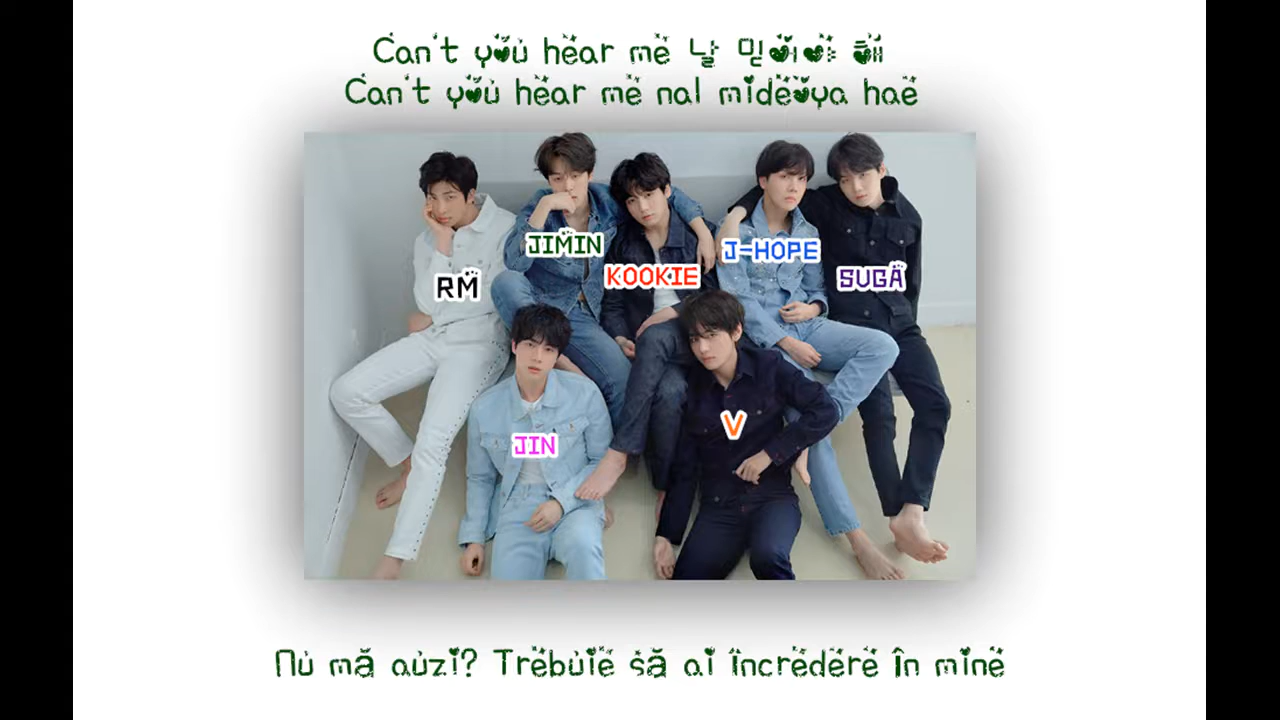 Can't you hear me 날 믿어야 해
Can't you hear me nal mideoya hae
JIMIN
J-HOPE
KOOKIE
SUGA
RM
V
JIN
Nu mă auzi? Trebuie să ai încredere în mine